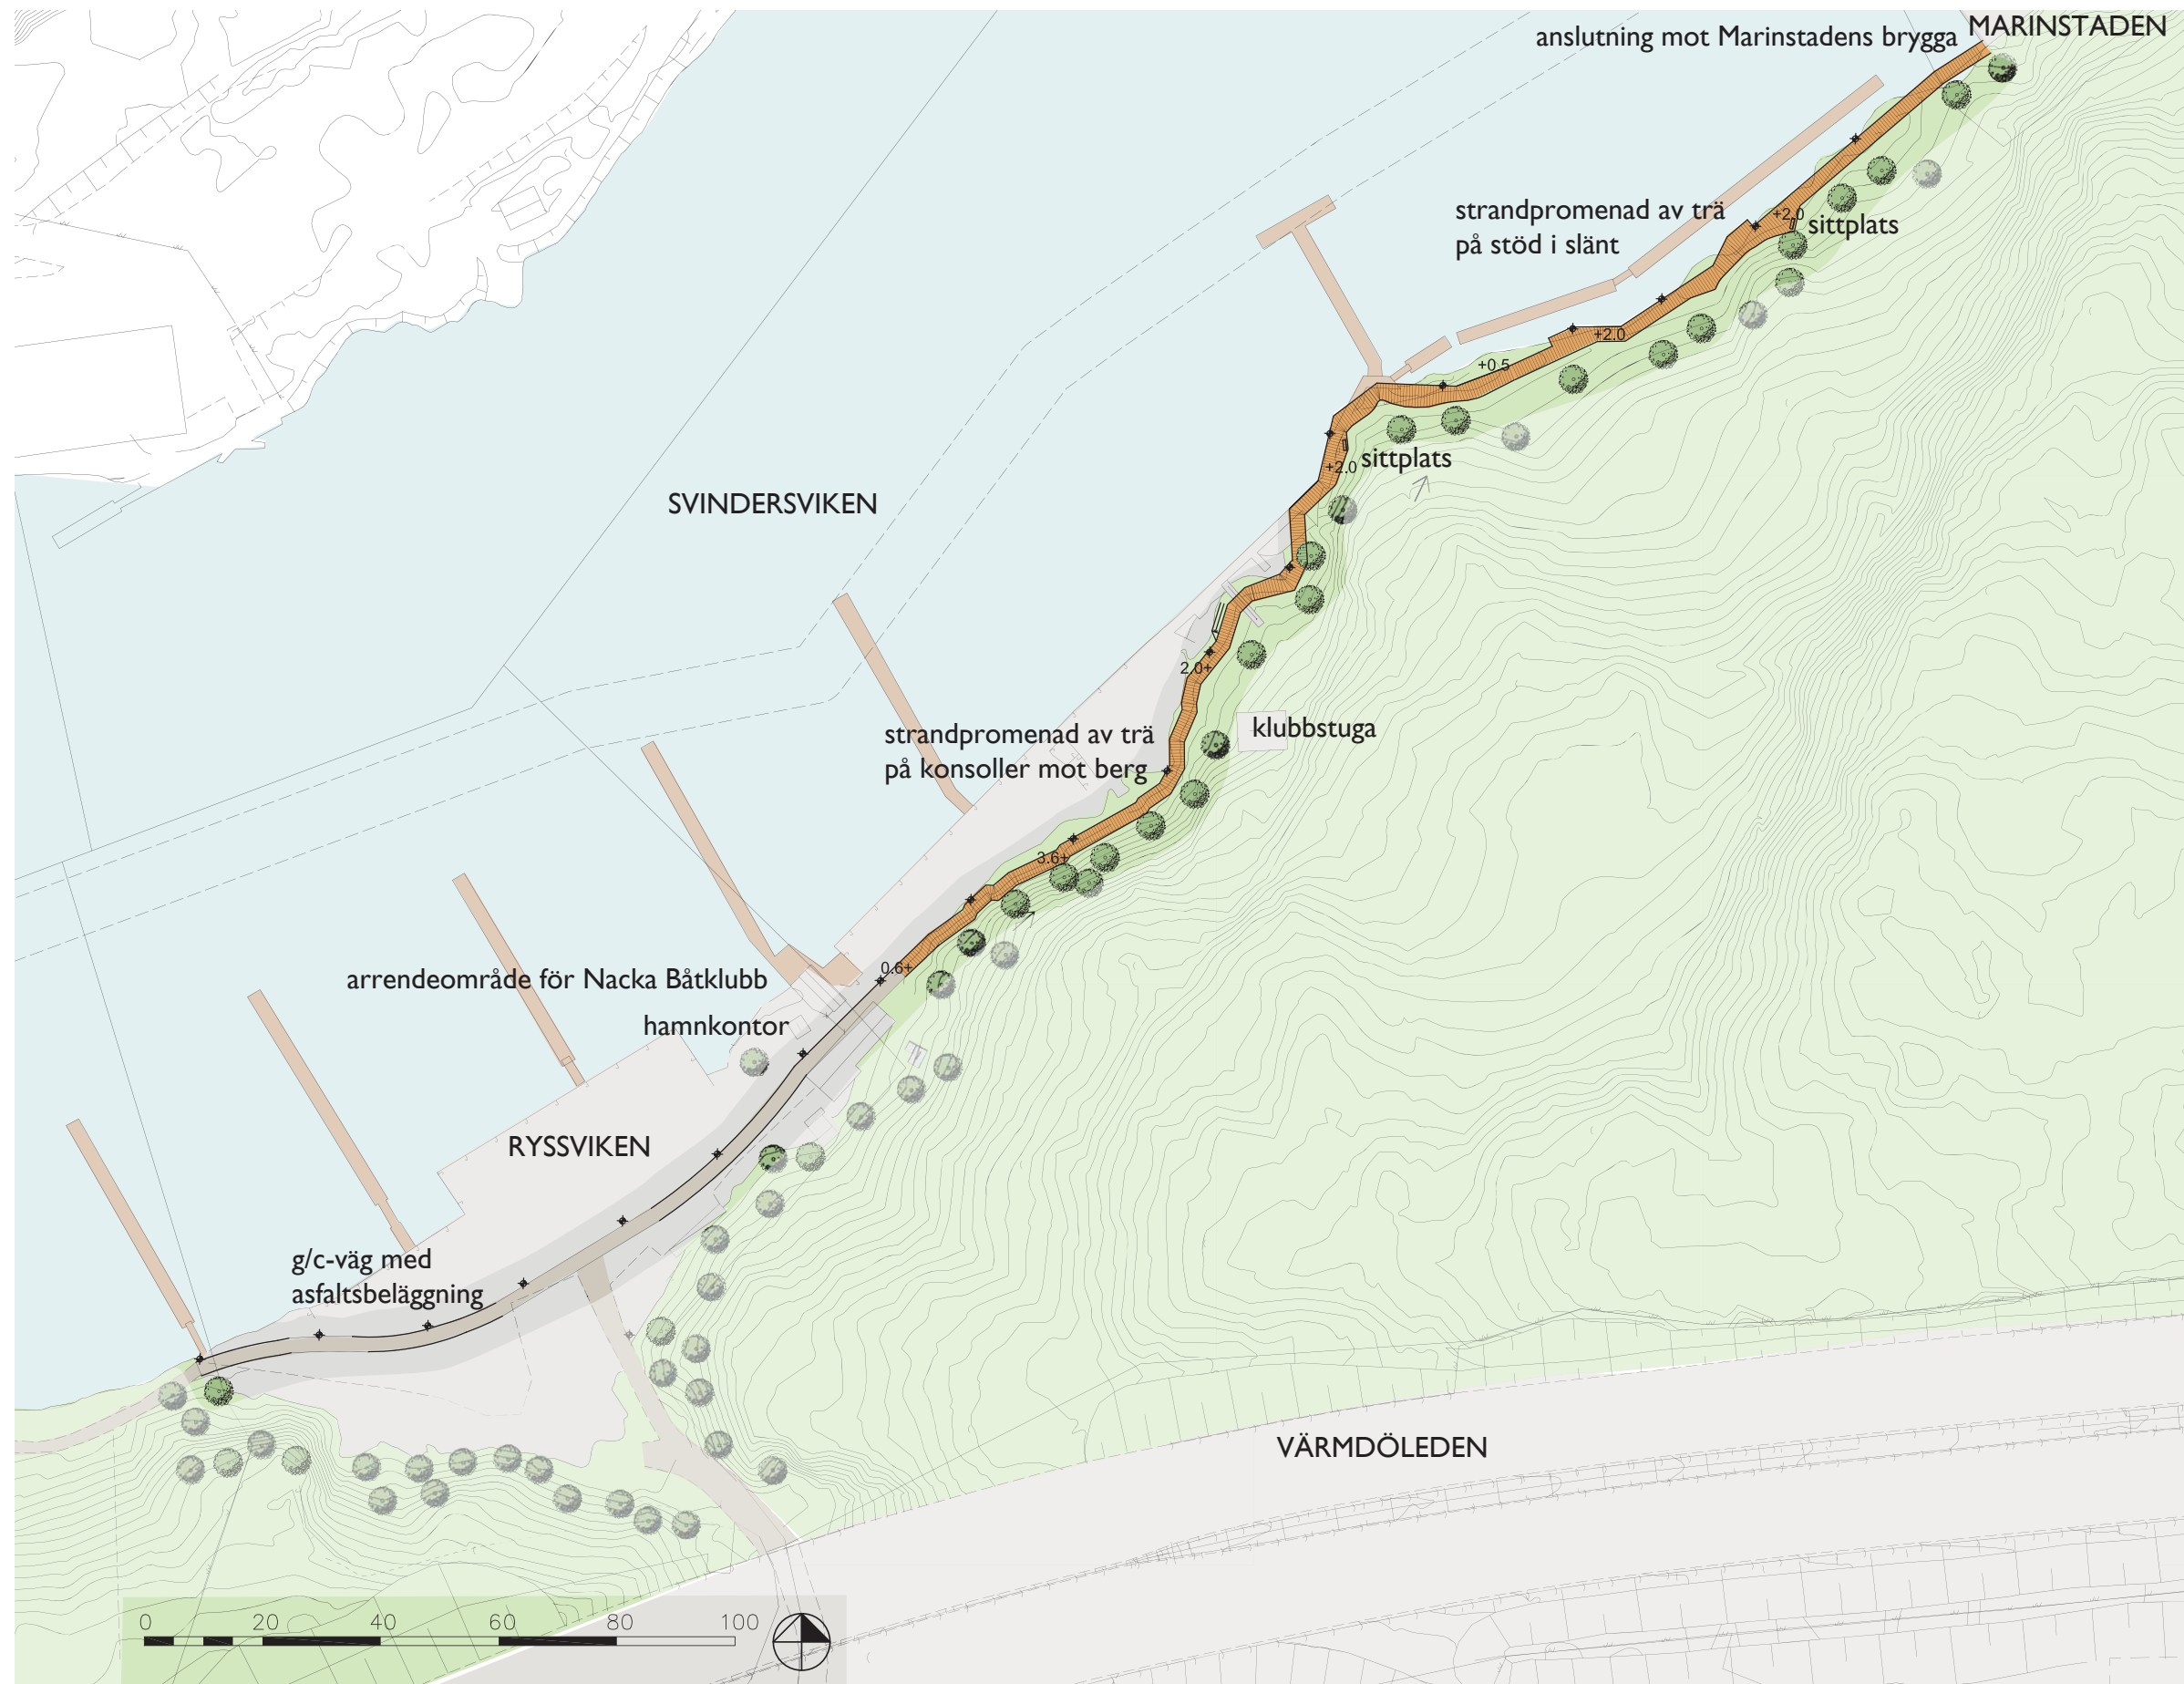 MARINSTADEN
anslutning mot Marinstadens brygga
strandpromenad av trä
på stöd i slänt
+2.0
sittplats
+2.0
+0.5
sittplats
+2.0
SVINDERSVIKEN
2.0+
klubbstuga
strandpromenad av trä
på konsoller mot berg
3.6+
0.6+
arrendeområde för Nacka Båtklubb
hamnkontor
RYSSVIKEN
g/c-väg med
asfaltsbeläggning
VÄRMDÖLEDEN
0 20 40 60 80 100